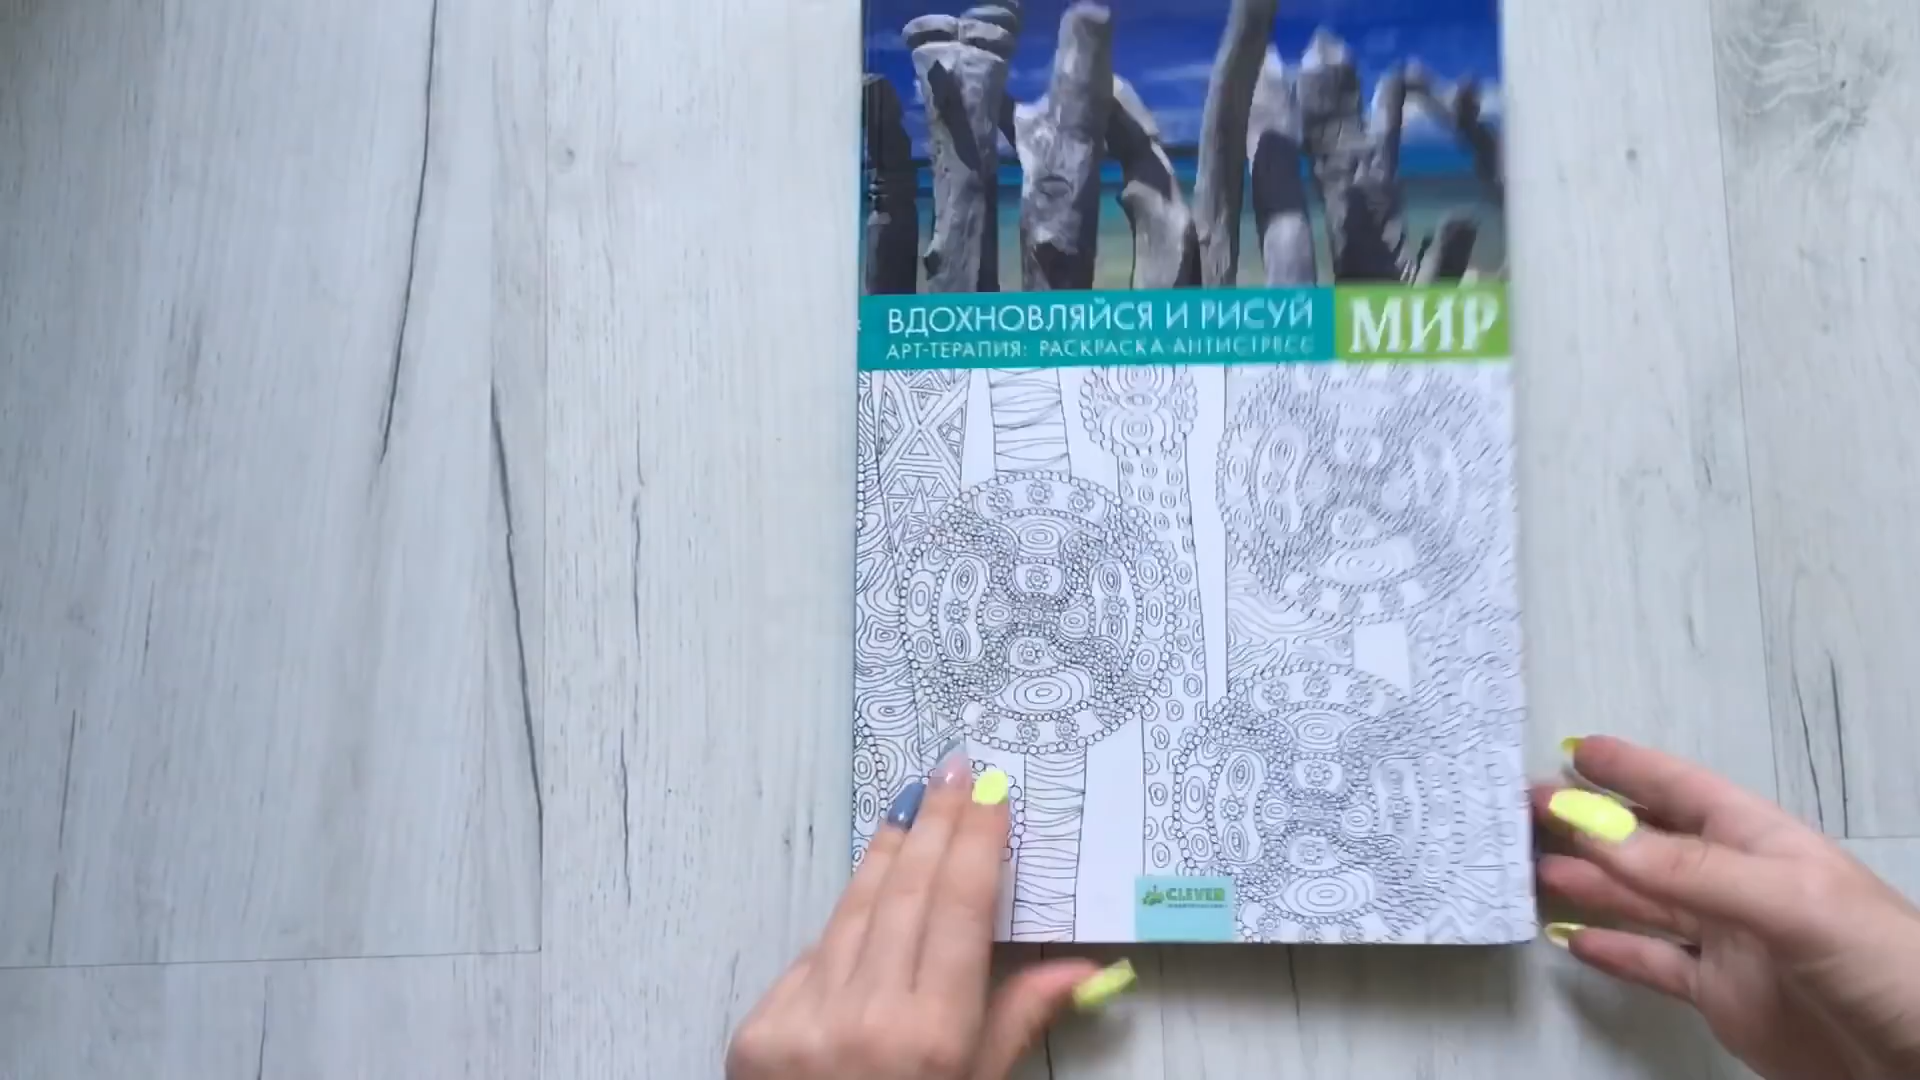 ВДОХНОВЛЯЙСЯ И РИСУЙ
АРТ-ТЕРАПИЯ: РАСКРАСКА-АНТИСТРЕСС
МИР
CLEVER